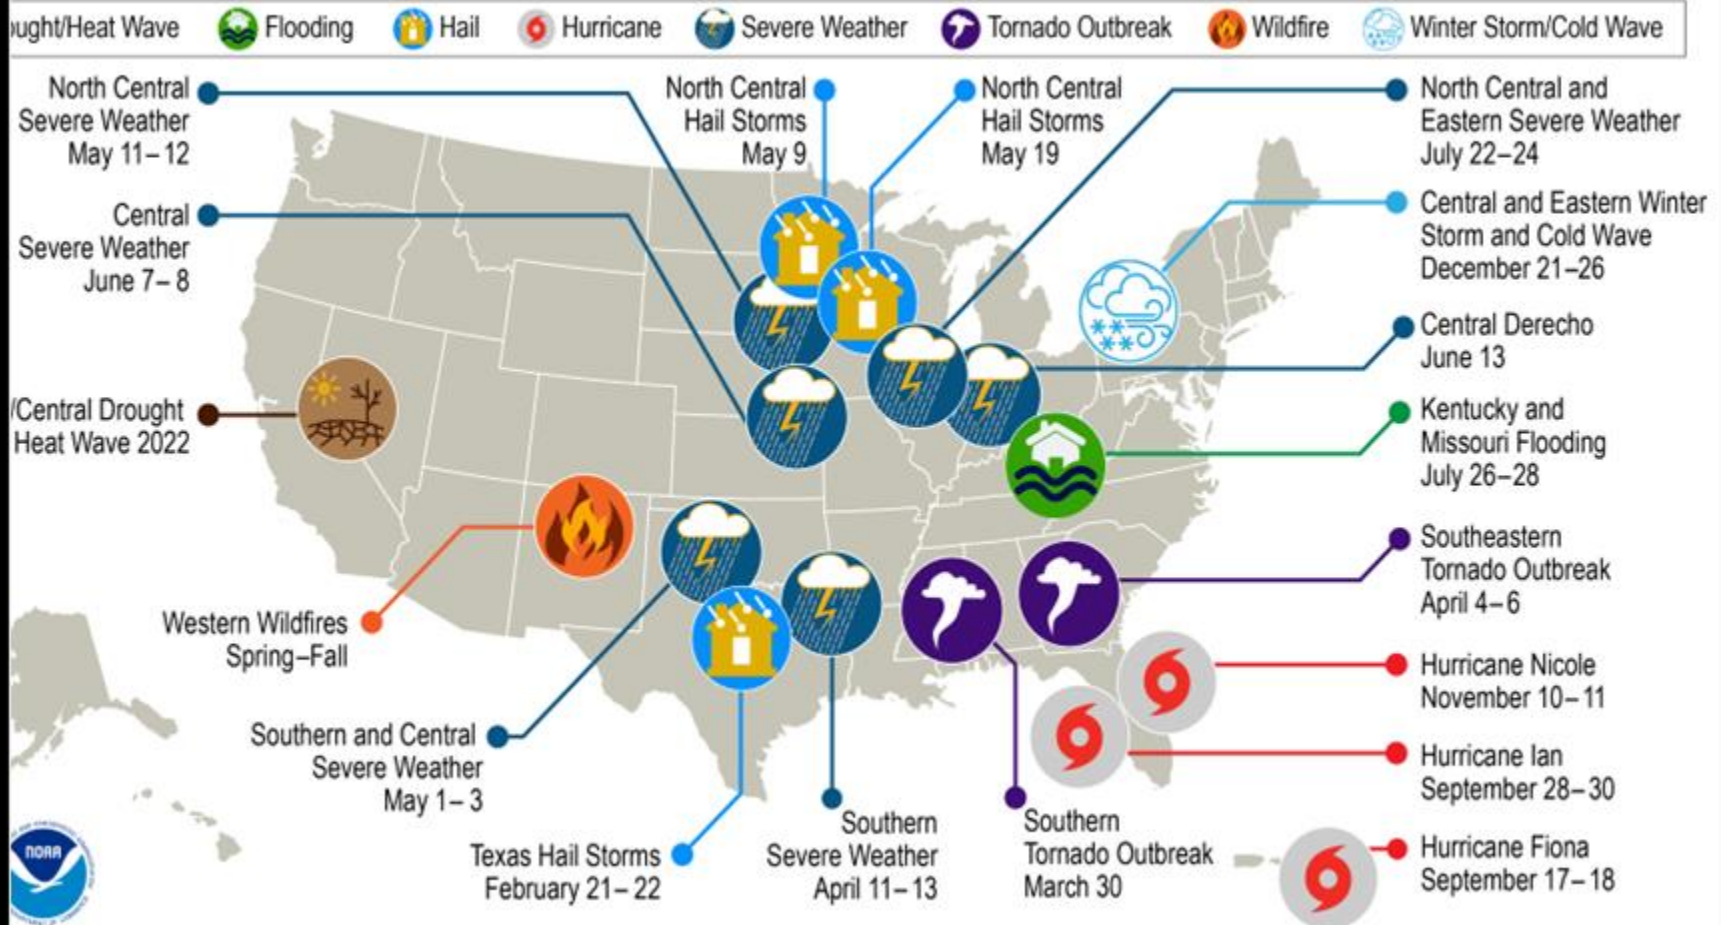 ought/Heat Wave Flooding Hail Hurricane Severe Weather Tornado Outbreak Wildfire Winter Storm/Cold Wave
North Central
Severe Weather
May 11–12
North Central
Hail Storms
May 9
North Central
Hail Storms
May 19
North Central and
Eastern Severe Weather
July 22–24
Central
Severe Weather
June 7–8
Central and Eastern Winter
Storm and Cold Wave
December 21–26
Central Derecho
June 13
/Central Drought
Heat Wave 2022
Kentucky and
Missouri Flooding
July 26–28
Southeastern
Tornado Outbreak
April 4–6
Western Wildfires
Spring–Fall
Hurricane Nicole
November 10–11
Southern and Central
Severe Weather
May 1–3
Hurricane Ian
September 28–30
Texas Hail Storms
February 21–22
Southern
Severe Weather
April 11–13
Southern
Tornado Outbreak
March 30
Hurricane Fiona
September 17–18
NOAA